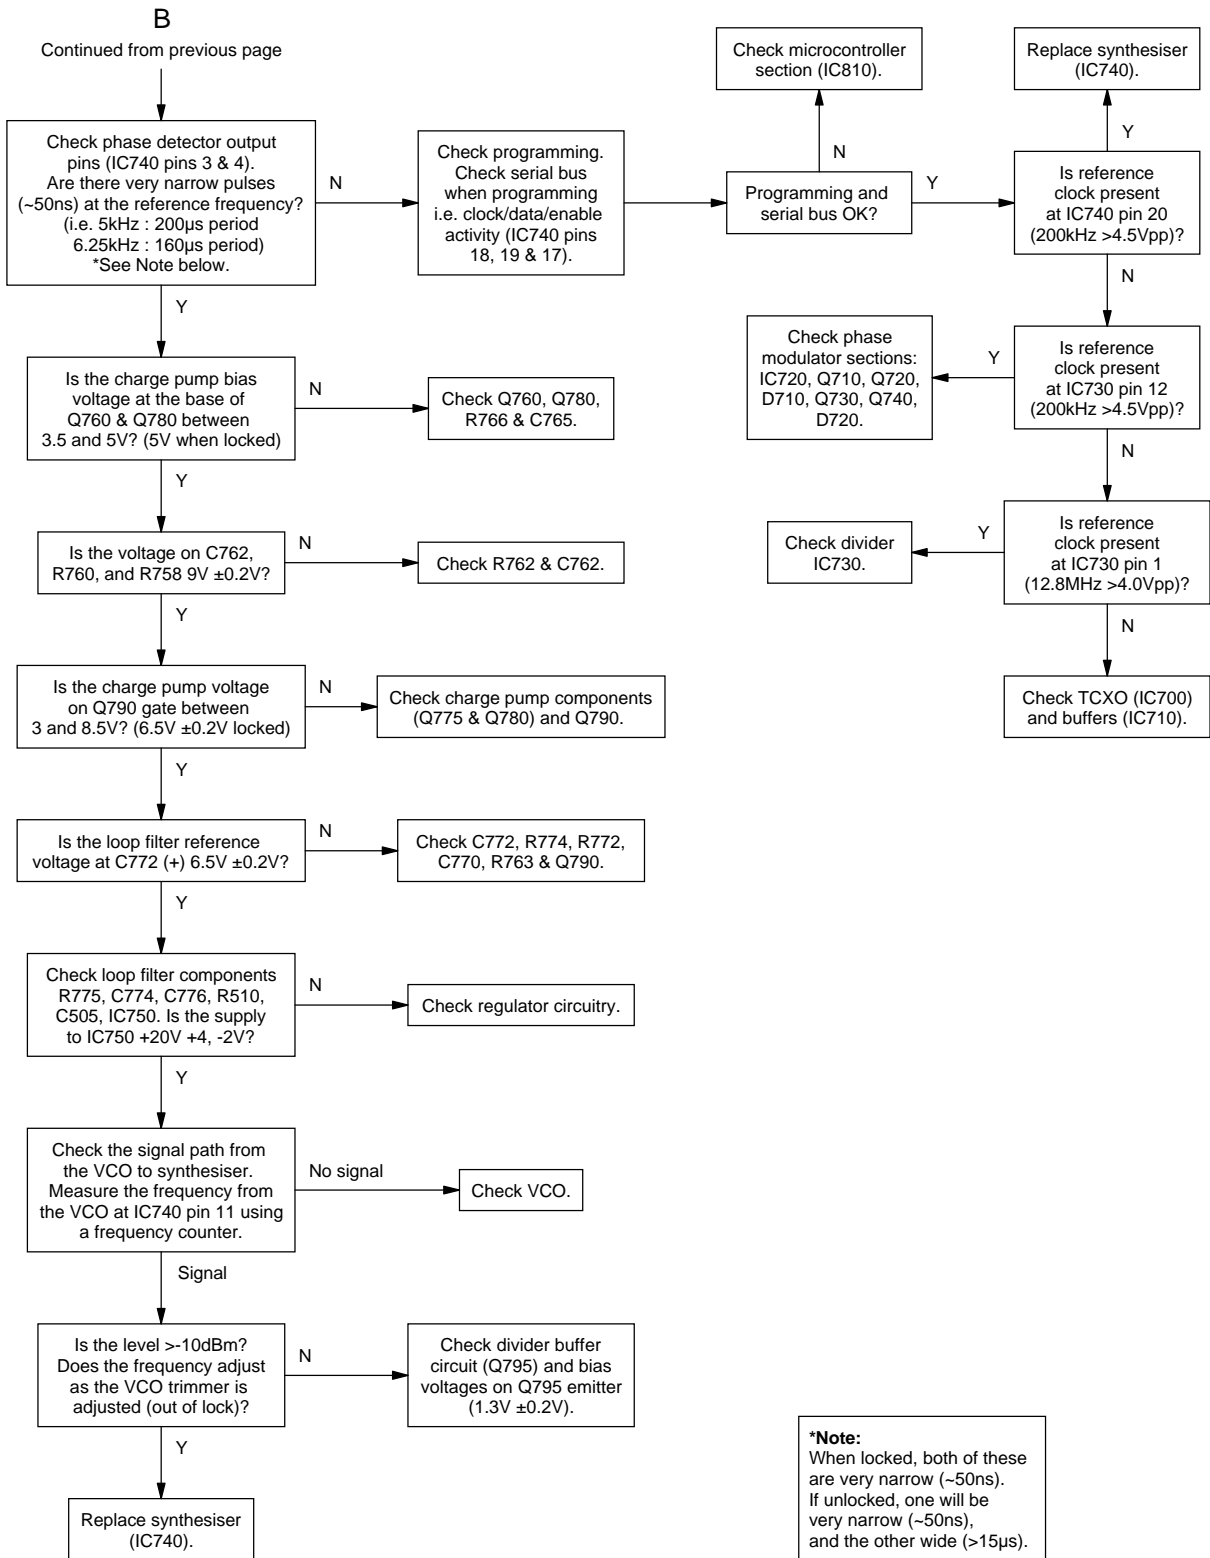 B
Continued from previous page
Check phase detector output
pins (IC740 pins 3 & 4).
Are there very narrow pulses
(~50ns) at the reference frequency?
(i.e. 5kHz : 200µs period
6.25kHz : 160µs period)
*See Note below.
N
Check programming.
Check serial bus
when programming
i.e. clock/data/enable
activity (IC740 pins
18, 19 & 17).
Check microcontroller
section (IC810).
N
Programming and
serial bus OK?
Y
Replace synthesiser
(IC740).
Y
Is reference
clock present
at IC740 pin 20
(200kHz >4.5Vpp)?
N
Is reference
clock present
at IC730 pin 12
(200kHz >4.5Vpp)?
Y
Check phase
modulator sections:
IC720, Q710, Q720,
D710, Q730, Q740,
D720.
N
Is reference
clock present
at IC730 pin 1
(12.8MHz >4.0Vpp)?
Y
Check divider
IC730.
N
Check TCXO (IC700)
and buffers (IC710).
Y
Is the charge pump bias
voltage at the base of
Q760 & Q780 between
3.5 and 5V? (5V when locked)
N
Check Q760, Q780,
R766 & C765.
Y
Is the voltage on C762,
R760, and R758 9V ±0.2V?
N
Check R762 & C762.
Y
Is the charge pump voltage
on Q790 gate between
3 and 8.5V? (6.5V ±0.2V locked)
N
Check charge pump components
(Q775 & Q780) and Q790.
Y
Is the loop filter reference
voltage at C772 (+) 6.5V ±0.2V?
N
Check C772, R774, R772,
C770, R763 & Q790.
Y
Check loop filter components
R775, C774, C776, R510,
C505, IC750. Is the supply
to IC750 +20V +4, -2V?
N
Check regulator circuitry.
Y
Check the signal path from
the VCO to synthesiser.
Measure the frequency from
the VCO at IC740 pin 11 using
a frequency counter.
No signal
Check VCO.
Signal
Is the level >-10dBm?
Does the frequency adjust
as the VCO trimmer is
adjusted (out of lock)?
N
Check divider buffer
circuit (Q795) and bias
voltages on Q795 emitter
(1.3V ±0.2V).
Y
Replace synthesiser
(IC740).
*Note:
When locked, both of these
are very narrow (~50ns).
If unlocked, one will be
very narrow (~50ns),
and the other wide (>15µs).